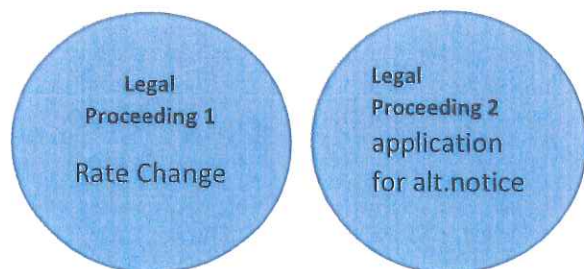 Legal
Proceeding 1
Rate Change
Legal
Proceeding 2
application
for alt.notice